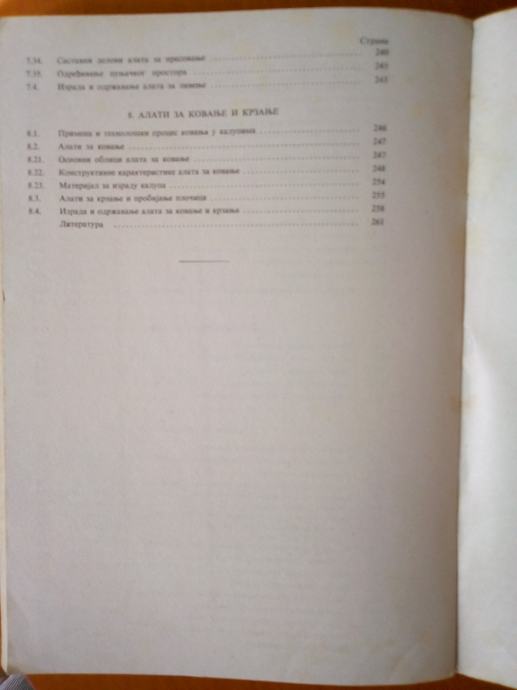 Страна
7.34. Саставни делови алата за пресовање 240
7.35. Одређивање пуњачког простора 243
7.4. Израда и одржавање алата за ливење 243
8. АЛАТИ ЗА КОВАЊЕ И КРЗАЊЕ
8.1. Примена и технолошки процес ковања у калупима 246
8.2. Алати за ковање 247
8.21. Основни облици алата за ковање 247
8.22. Конструктивне карактеристике алата за ковање 248
8.23. Материјал за израду калупа 254
8.3. Алати за крзање и пробијање плочица 255
8.4. Израда и одржавање алата за ковање и крзање 258
Литература 261